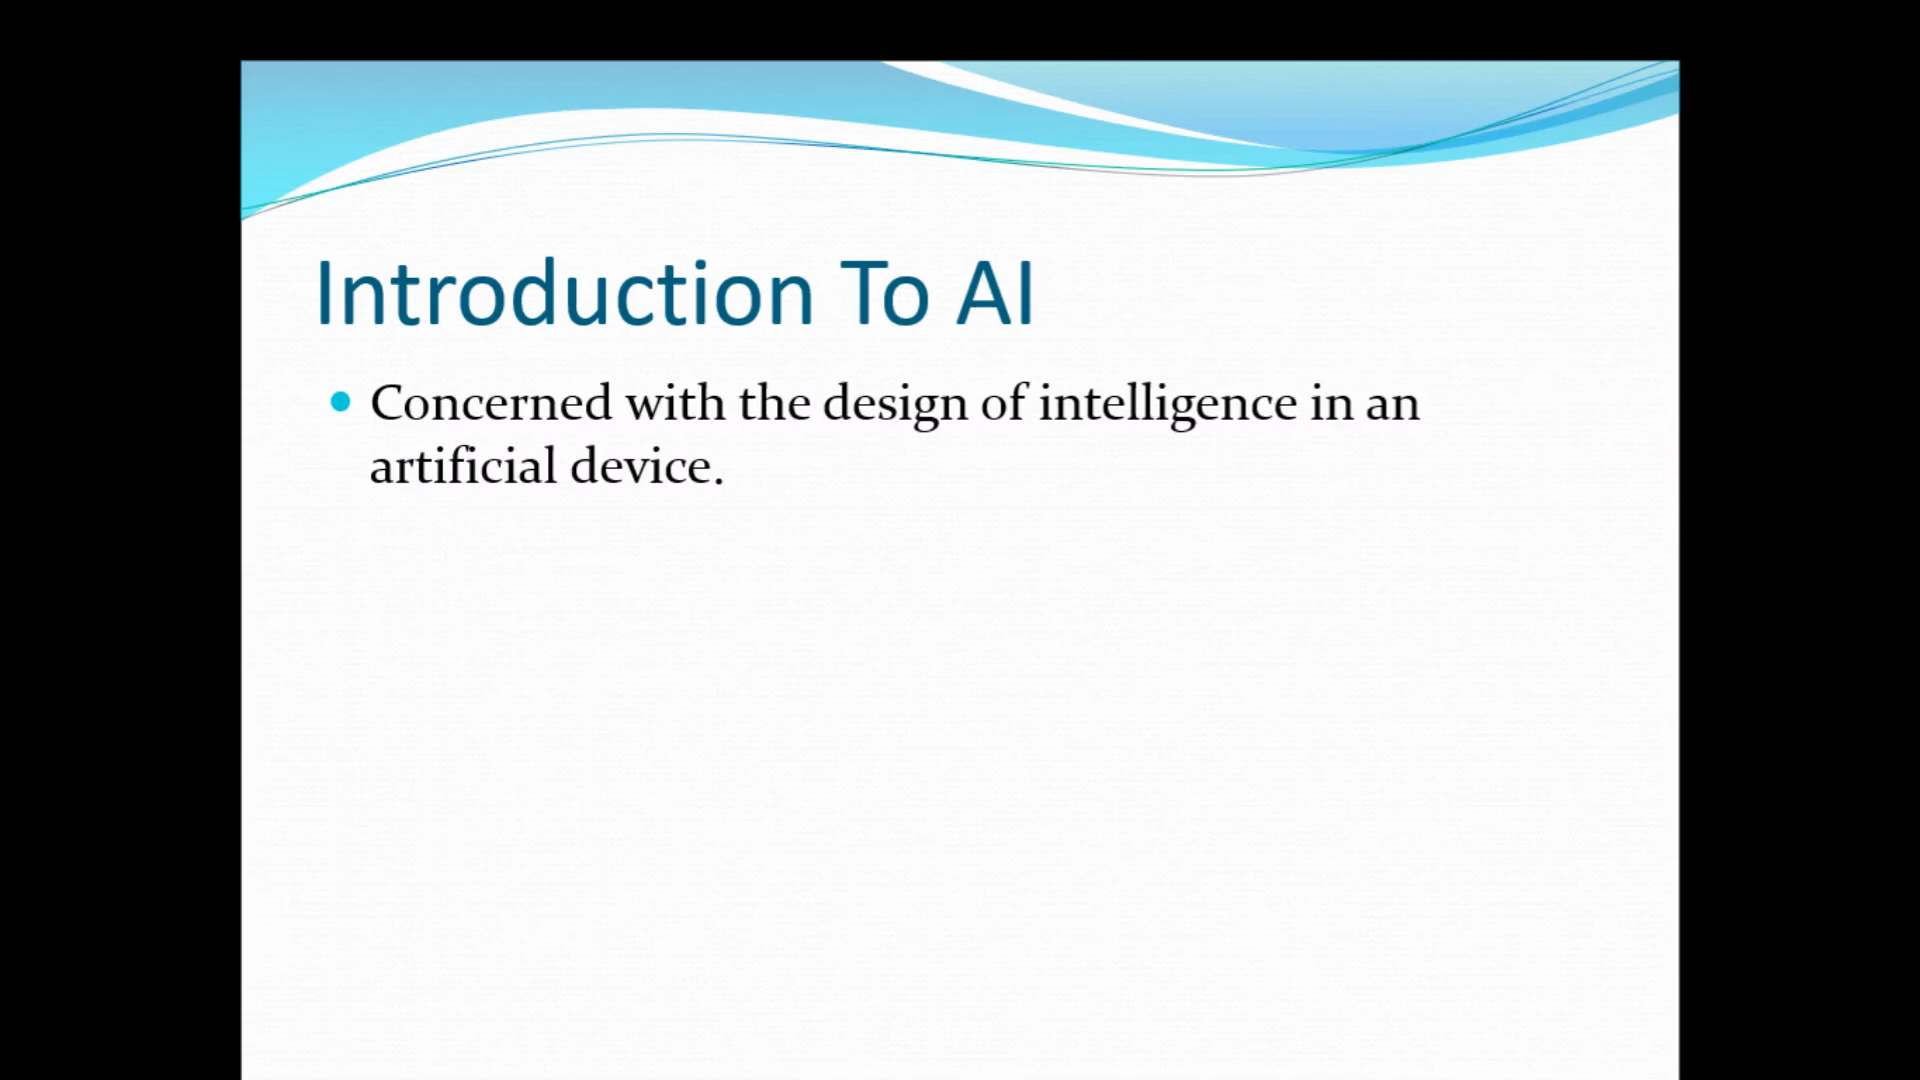 Introduction To AI
Concerned with the design of intelligence in an
artificial device.